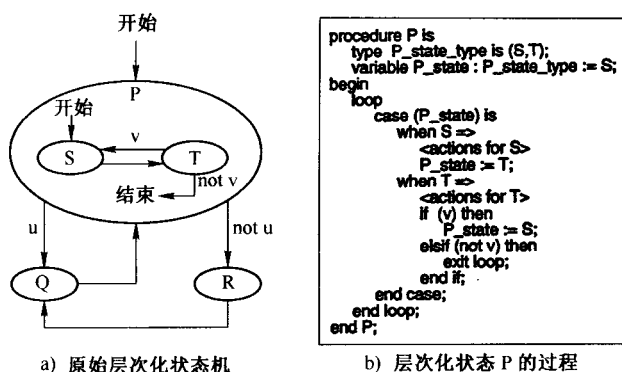 开始
P
开始
v
S
T
not v
结束
u
not u
Q
R
a) 原始层次化状态机
procedure P is
type P_state_type is (S,T);
variable P_state : P_state_type := S;
begin
loop
case (P_state) is
when S =>
<actions for S>
P_state := T;
when T =>
<actions for T>
if (v) then
P_state := S;
elsif (not v) then
exit loop;
end if;
end case;
end loop;
end P;
b) 层次化状态 P 的过程